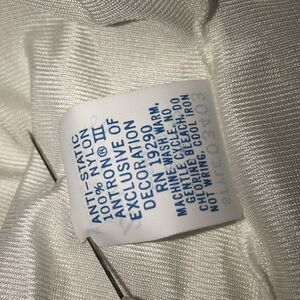 ANTI-STATIC
100% NYLON
ANTRON® III
EXCLUSIVE OF
DECORATION
RN 19290
MACHINE WASH WARM,
GENTLE CYCLE. NO
CHLORINE BLEACH. DO
NOT WRING. COOL IRON